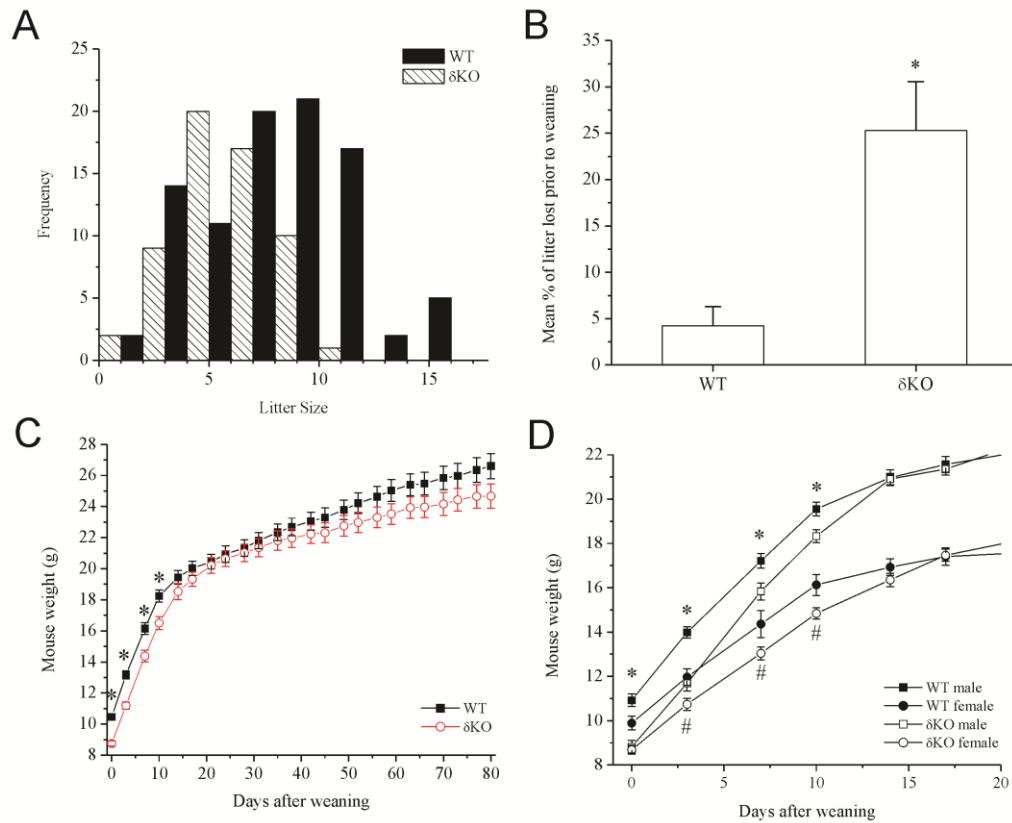 A
WT
δKO
25
20
15
10
5
0
Frequency
0 5 10 15
Litter Size
B
*
35
30
25
20
15
10
5
0
Mean % of litter lost prior to weaning
WT δKO
C
28
26
24
22
20
18
16
14
12
10
8
Mouse weight (g)
* * * *
WT
δKO
0 10 20 30 40 50 60 70 80
Days after weaning
D
22
20
18
16
14
12
10
8
Mouse weight (g)
* * * *
# # #
WT male
WT female
δKO male
δKO female
0 5 10 15 20
Days after weaning